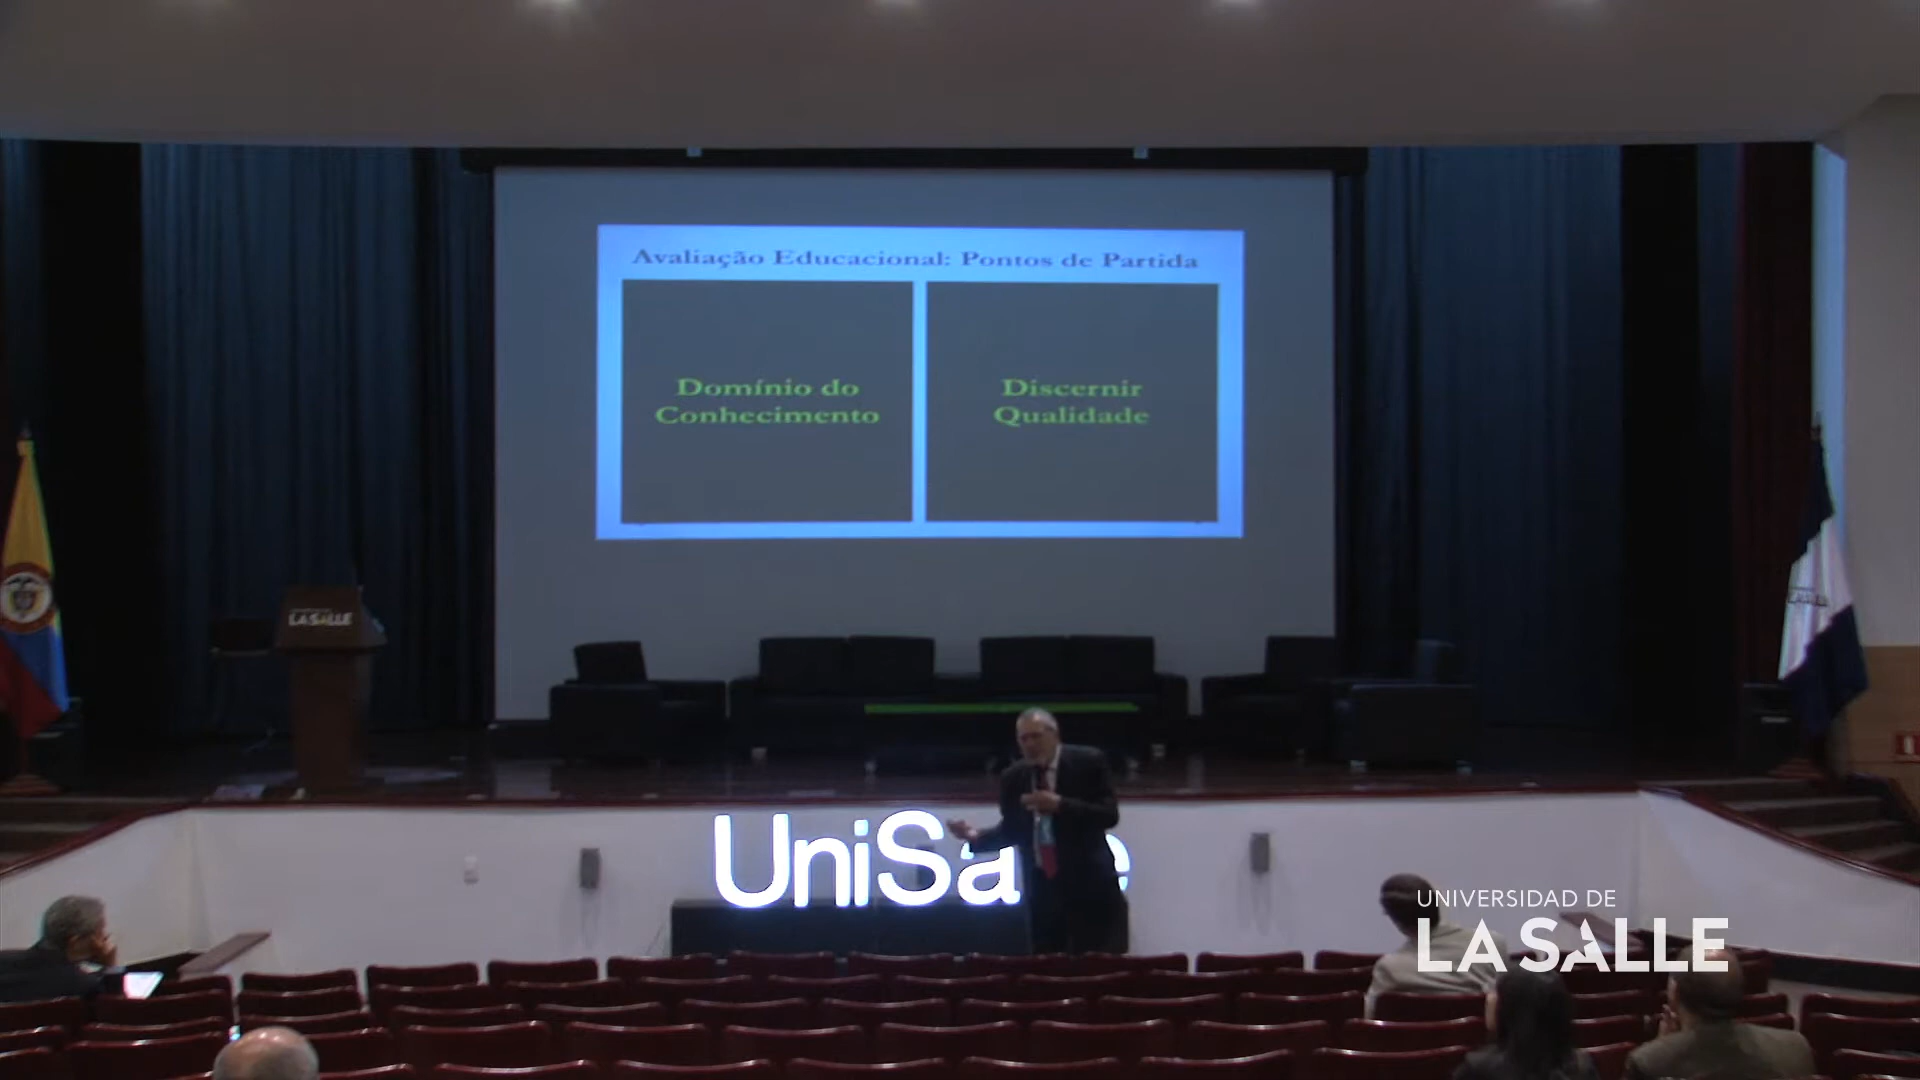 Avaliação Educacional: Pontos de Partida
Domínio do
Conhecimento
Discernir
Qualidade
LA SALLE
UniSa e
UNIVERSIDAD DE
LA SALLE